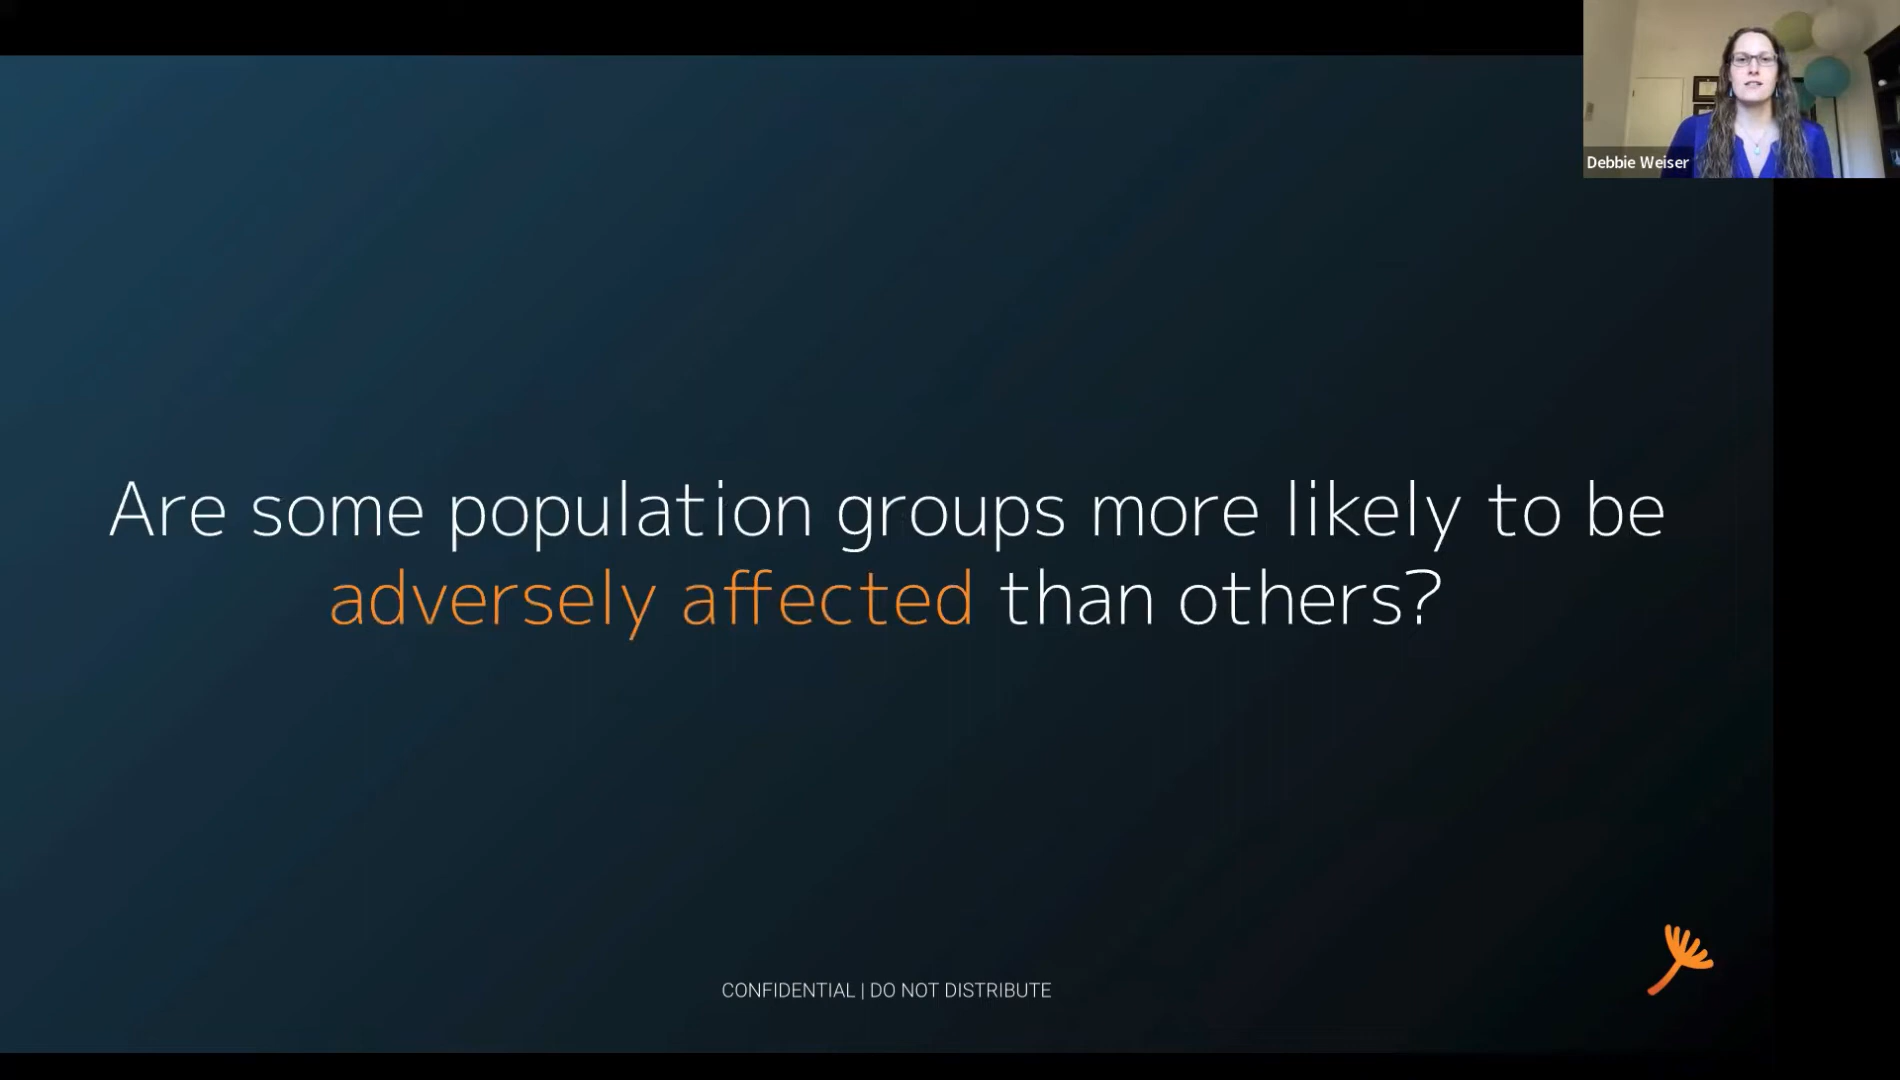 Debbie Weiser
Are some population groups more likely to be
adversely affected than others?
CONFIDENTIAL | DO NOT DISTRIBUTE